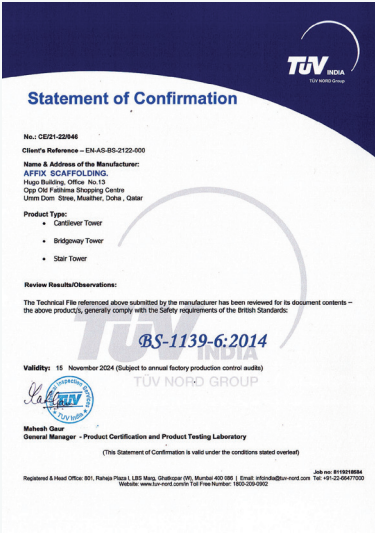 TÜV INDIA
TÜV NORD Group
Statement of Confirmation
No.: CE/21-22/046
Client's Reference – EN-AS-BS-2122-000
Name & Address of the Manufacturer:
AFFIX SCAFFOLDING.
Hugo Building, Office No.13
Opp Old Fatihima Shopping Centre
Umm Dom Stree, Muaither, Doha , Qatar
Product Type:
• Cantilever Tower
• Bridgeway Tower
• Stair Tower
Review Results/Observations:
The Technical File referenced above submitted by the manufacturer has been reviewed for its document contents –
the above product/s, generally comply with the Safety requirements of the British Standards:
BS-1139-6:2014
TÜV INDIA
Validity: 15 November 2024 (Subject to annual factory production control audits)
TÜV NORD GROUP
Inspection Services
TÜV
TÜV India
Mahesh Gaur
General Manager - Product Certification and Product Testing Laboratory
(This Statement of Confirmation is valid under the conditions stated overleaf)
Job no: 8119218584
Registered & Head Office: 801, Raheja Plaza I, LBS Marg, Ghatkopar (W), Mumbai 400 086 | Email: infoindia@tuv-nord.com Tel: +91-22-66477000
Website: www.tuv-nord.com/in Toll Free Number: 1800-209-0902